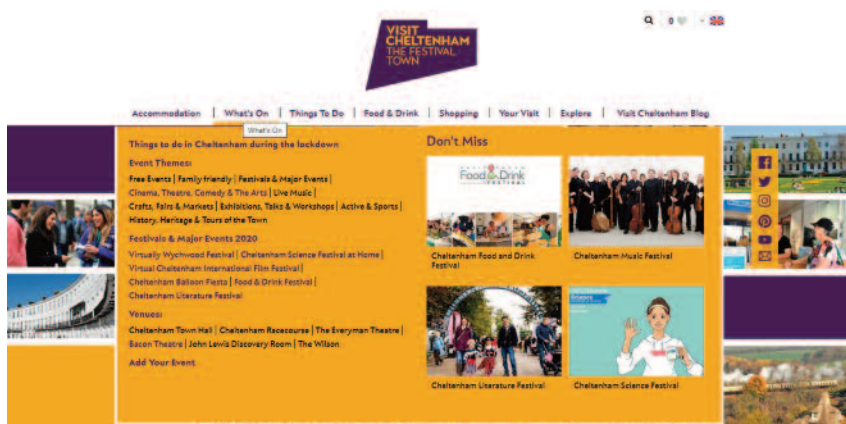 VISIT
CHELTENHAM
THE FESTIVAL
TOWN
0
Accommodation | What's On | Things To Do | Food & Drink | Shopping | Your Visit | Explore | Visit Cheltenham Blog
What's On
Things to do in Cheltenham during the lockdown
Event Themes:
Free Events | Family friendly | Festivals & Major Events |
Cinema, Theatre, Comedy & The Arts | Live Music |
Crafts, Fairs & Markets | Exhibitions, Talks & Workshops | Active & Sports |
History, Heritage & Tours of the Town
Festivals & Major Events 2020
Virtually Wychwood Festival | Cheltenham Science Festival at Home |
Virtual Cheltenham International Film Festival |
Cheltenham Balloon Fiesta | Food & Drink Festival |
Cheltenham Literature Festival
Venues:
Cheltenham Town Hall | Cheltenham Racecourse | The Everyman Theatre |
Bacon Theatre | John Lewis Discovery Room | The Wilson
Add Your Event
Don't Miss
Food & Drink
FESTIVAL
Cheltenham Food and Drink
Festival
Cheltenham Music Festival
Science
Cheltenham Literature Festival
Cheltenham Science Festival